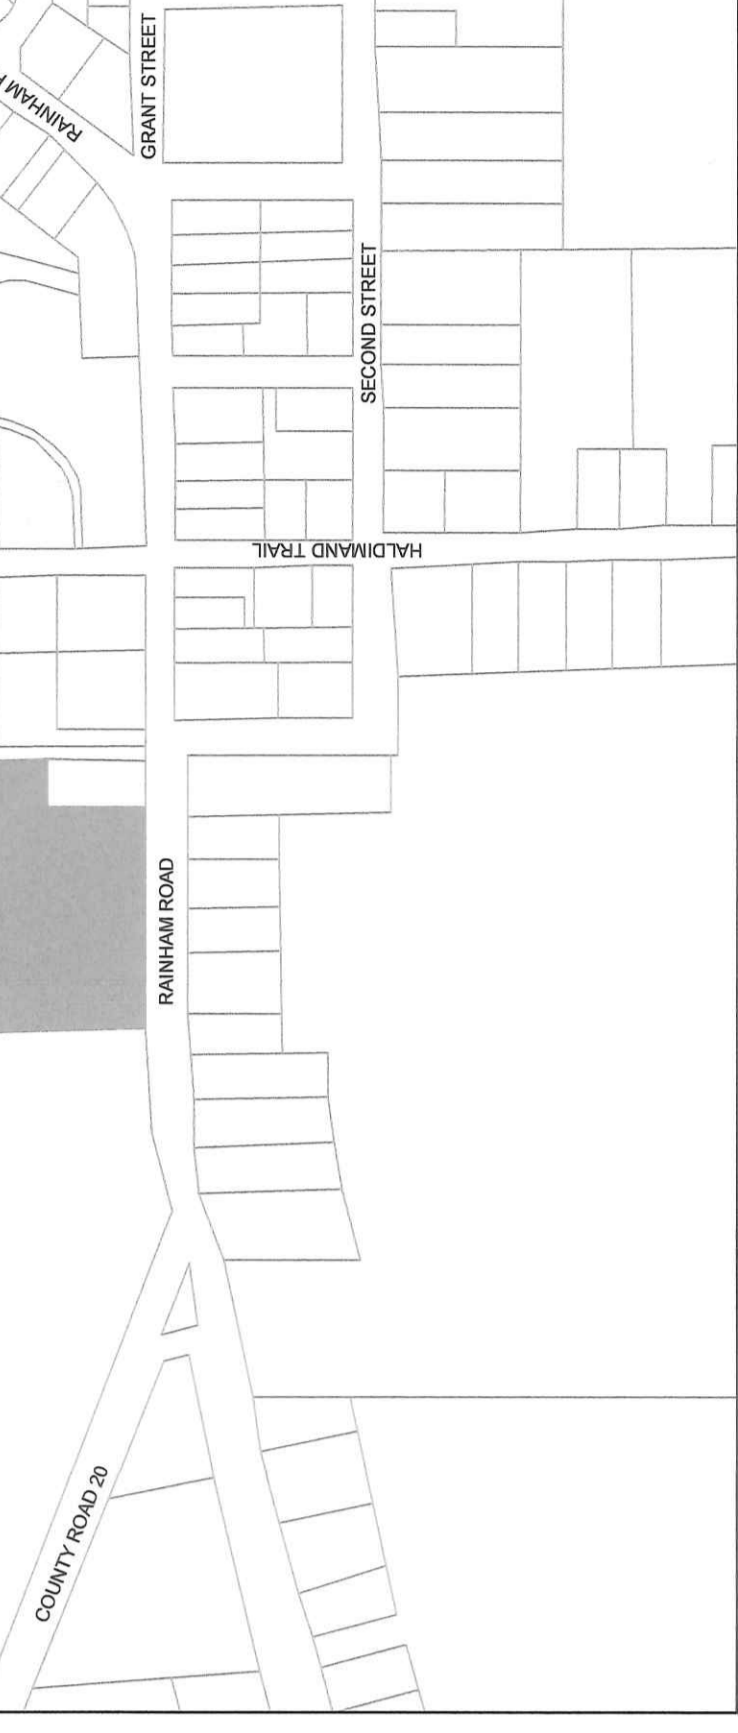 RAINHAM
GRANT STREET
SECOND STREET
HALDIMAND TRAIL
RAINHAM ROAD
COUNTY ROAD 20